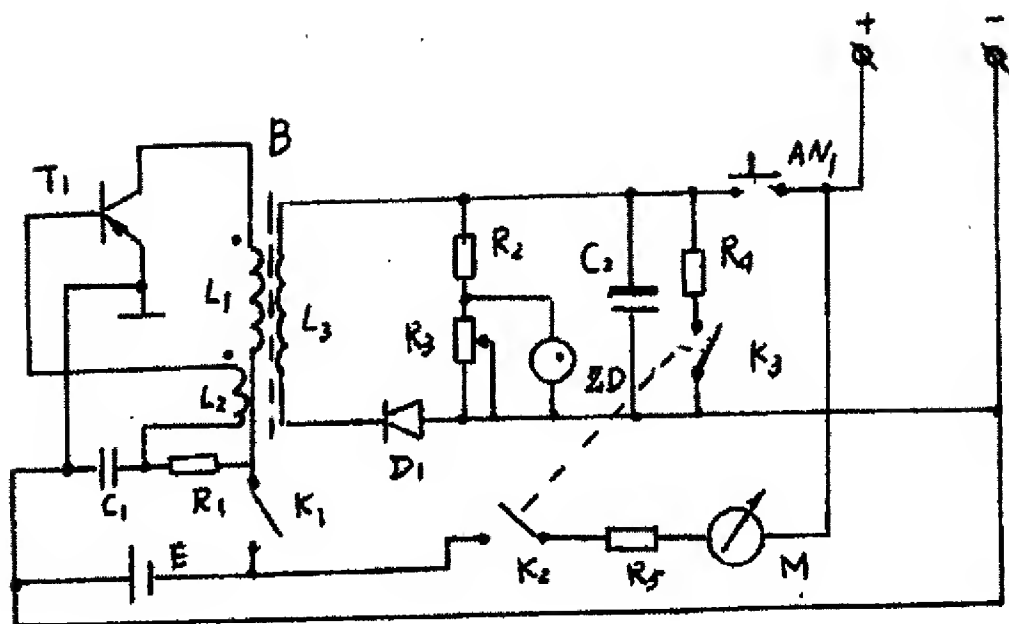 + -
B
AN₁
T₁
R₂
C₂
R₄
L₁
L₃
R₃
K₃
ZD
L₂
D₁
C₁
R₁
K₁
E
K₂
R₅
M